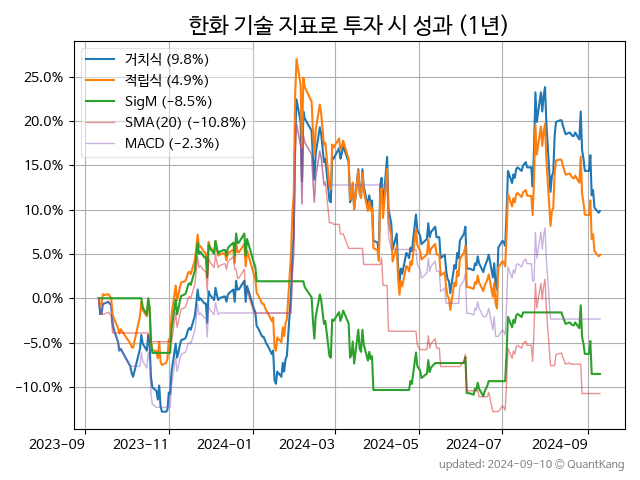 한화 기술 지표로 투자 시 성과 (1년)
거치식 (9.8%)
적립식 (4.9%)
SigM (−8.5%)
SMA(20) (−10.8%)
MACD (−2.3%)
25.0%
20.0%
15.0%
10.0%
5.0%
0.0%
−5.0%
−10.0%
2023-09 2023-11 2024-01 2024-03 2024-05 2024-07 2024-09
updated: 2024-09-10 © QuantKang